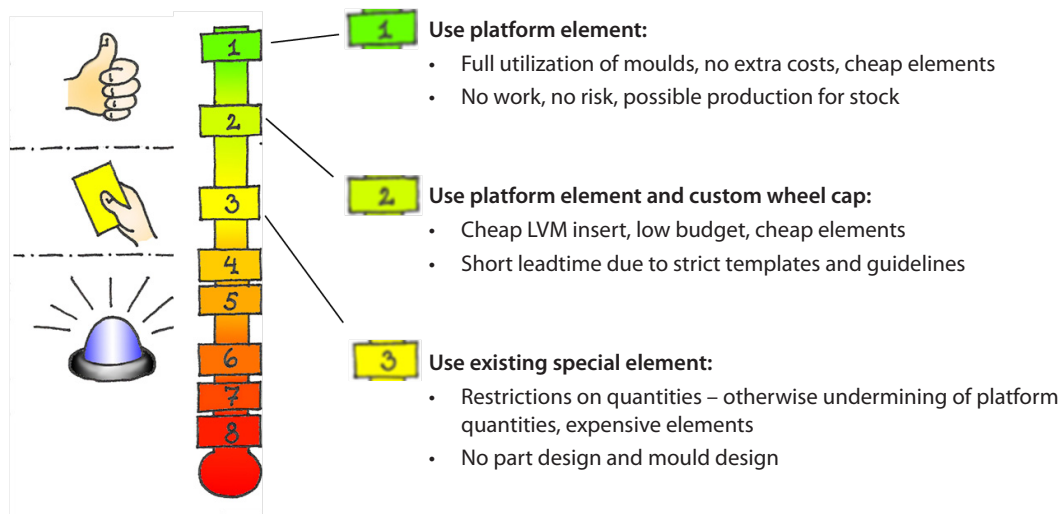 1
2
3
4
5
6
7
8
1
Use platform element:
• Full utilization of moulds, no extra costs, cheap elements
• No work, no risk, possible production for stock
2
Use platform element and custom wheel cap:
• Cheap LVM insert, low budget, cheap elements
• Short leadtime due to strict templates and guidelines
3
Use existing special element:
• Restrictions on quantities – otherwise undermining of platform
quantities, expensive elements
• No part design and mould design